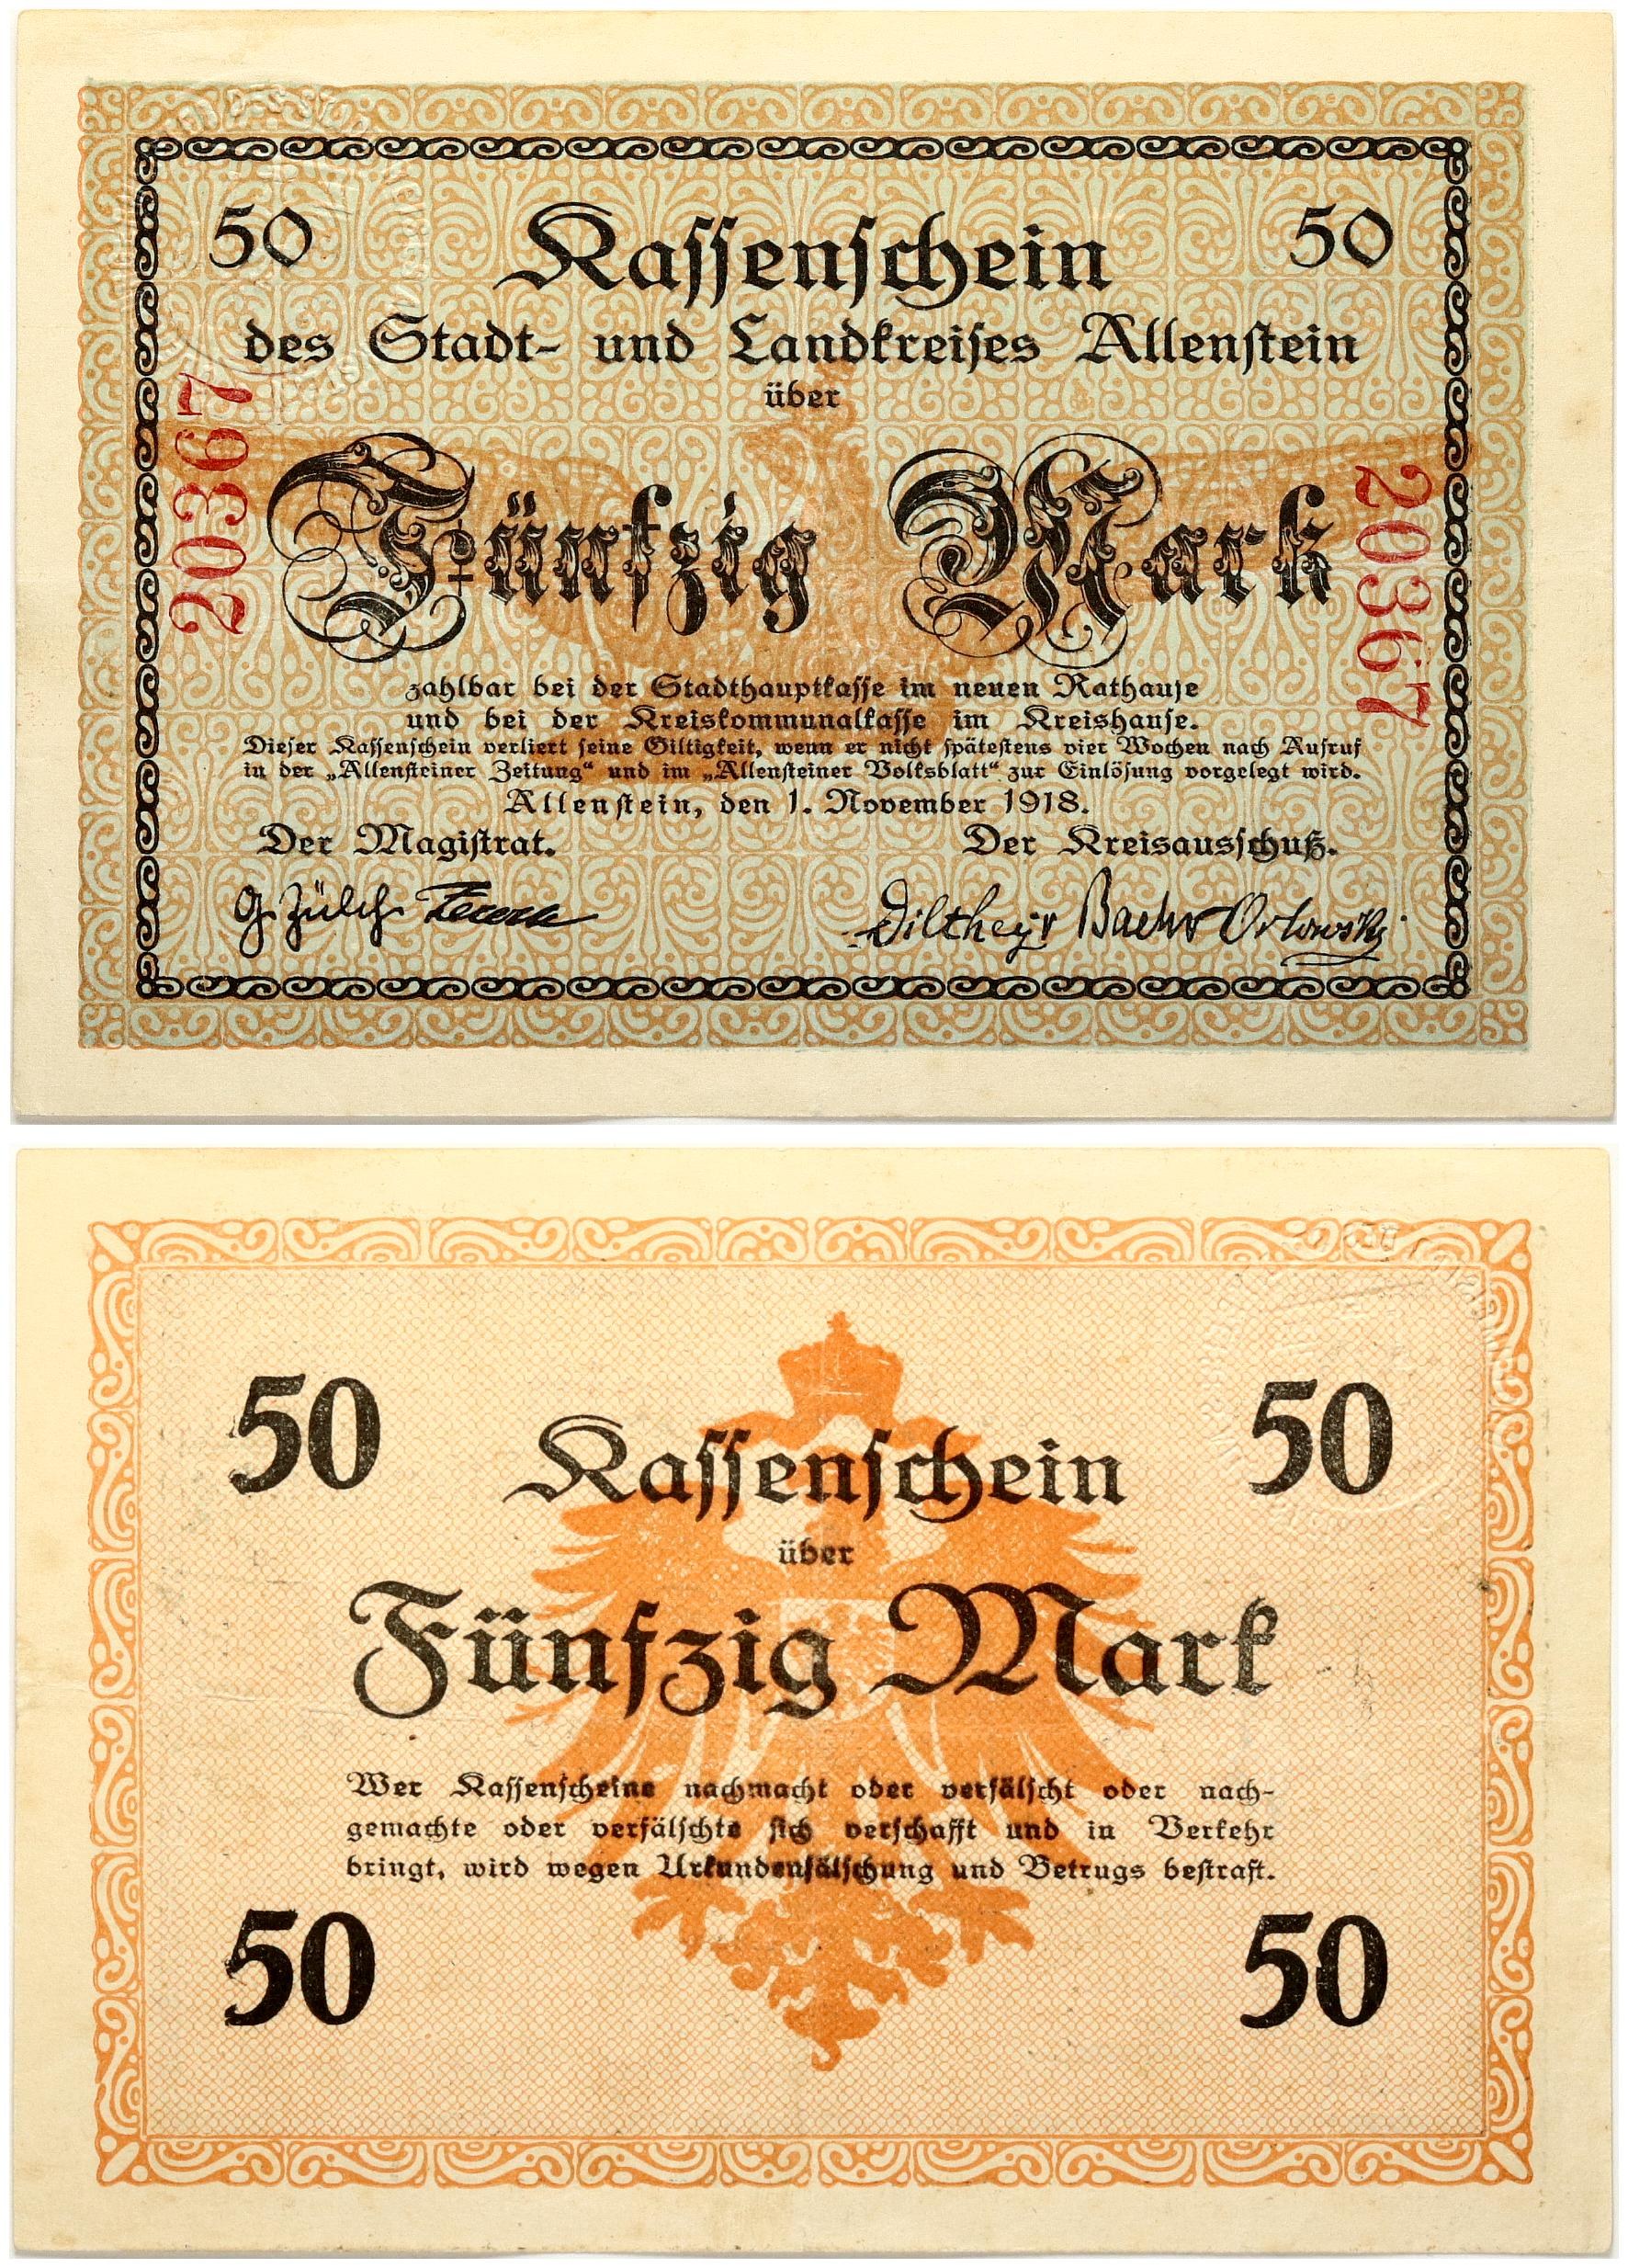 50 Kassenschein 50
des Stadt- und Landkreises Allenstein
über
20367
Fünfzig Mark
20367
zahlbar bei der Stadthauptkasse im neuen Rathause
und bei der Kreiskommunalkasse im Kreishause.
Dieser Kassenschein verliert seine Giltigkeit, wenn er nicht spätestens vier Wochen nach Aufruf
in der „Allensteiner Zeitung“ und im „Allensteiner Volksblatt“ zur Einlösung vorgelegt wird.
Allenstein, den 1. November 1918.
Der Magistrat. Der Kreisausschuß.
G. Zülch Orlowski
50 Kassenschein 50
über
Fünfzig Mark
Wer Kassenscheine nachmacht oder verfälscht oder nach-
gemachte oder verfälschte sich verschafft und in Verkehr
bringt, wird wegen Urkundenfälschung und Betrugs bestraft.
50 50